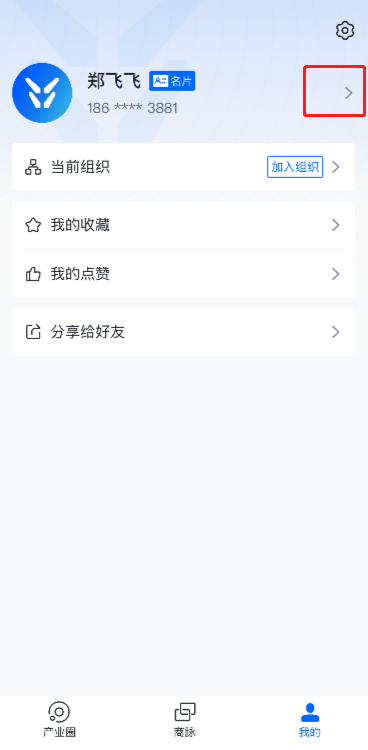 郑飞飞 名片
186 **** 3881
当前组织 加入组织
我的收藏
我的点赞
分享给好友
产业圈 商脉 我的